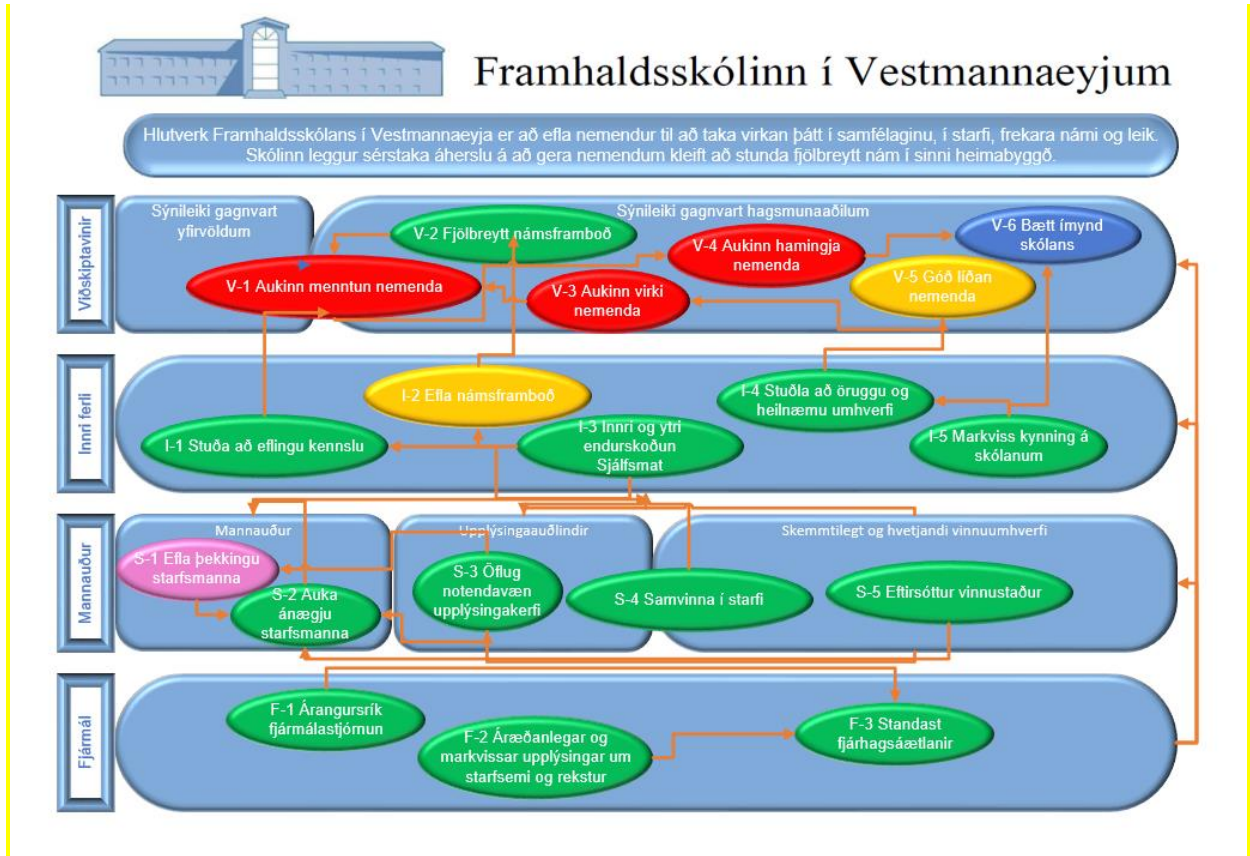 Framhaldsskólinn í Vestmannaeyjum
Hlutverk Framhaldsskólans í Vestmannaeyja er að efla nemendur til að taka virkan þátt í samfélaginu, í starfi, frekara námi og leik.
Skólinn leggur sérstaka áherslu á að gera nemendum kleift að stunda fjölbreytt nám í sinni heimabyggð.
Viðskiptavinir
Sýnileiki gagnvart
yfirvöldum
Sýnileiki gagnvart hagsmunaaðilum
V-2 Fjölbreytt námsframboð
V-4 Aukinn hamingja
nemenda
V-6 Bætt ímynd
skólans
V-1 Aukinn menntun nemenda
V-3 Aukinn virki
nemenda
V-5 Góð líðan
nemenda
Innri ferli
I-2 Efla námsframboð
I-4 Stuðla að öruggu og
heilnæmu umhverfi
I-1 Stuða að eflingu kennslu
I-3 Innri og ytri
endurskoðun
Sjálfsmat
I-5 Markviss kynning á
skólanum
Mannauður
Mannauður
Upplýsingaauðlindir
Skemmtilegt og hvetjandi vinnuumhverfi
S-1 Efla þekkingu
starfsmanna
S-2 Auka
ánægju
starfsmanna
S-3 Öflug
notendavæn
upplýsingakerfi
S-4 Samvinna í starfi
S-5 Eftirsóttur vinnustaður
Fjármál
F-1 Árangursrík
fjármálastjórnun
F-2 Áræðanlegar og
markvissar upplýsingar um
starfsemi og rekstur
F-3 Standast
fjárhagsáætlanir